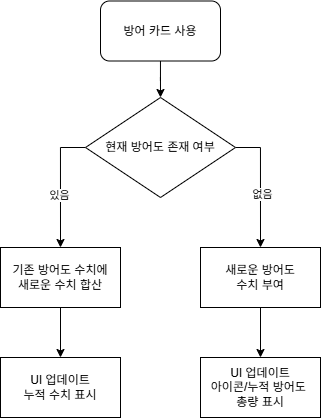 방어 카드 사용
현재 방어도 존재 여부
있음
없음
기존 방어도 수치에
새로운 수치 합산
새로운 방어도
수치 부여
UI 업데이트
누적 수치 표시
UI 업데이트
아이콘/누적 방어도
총량 표시